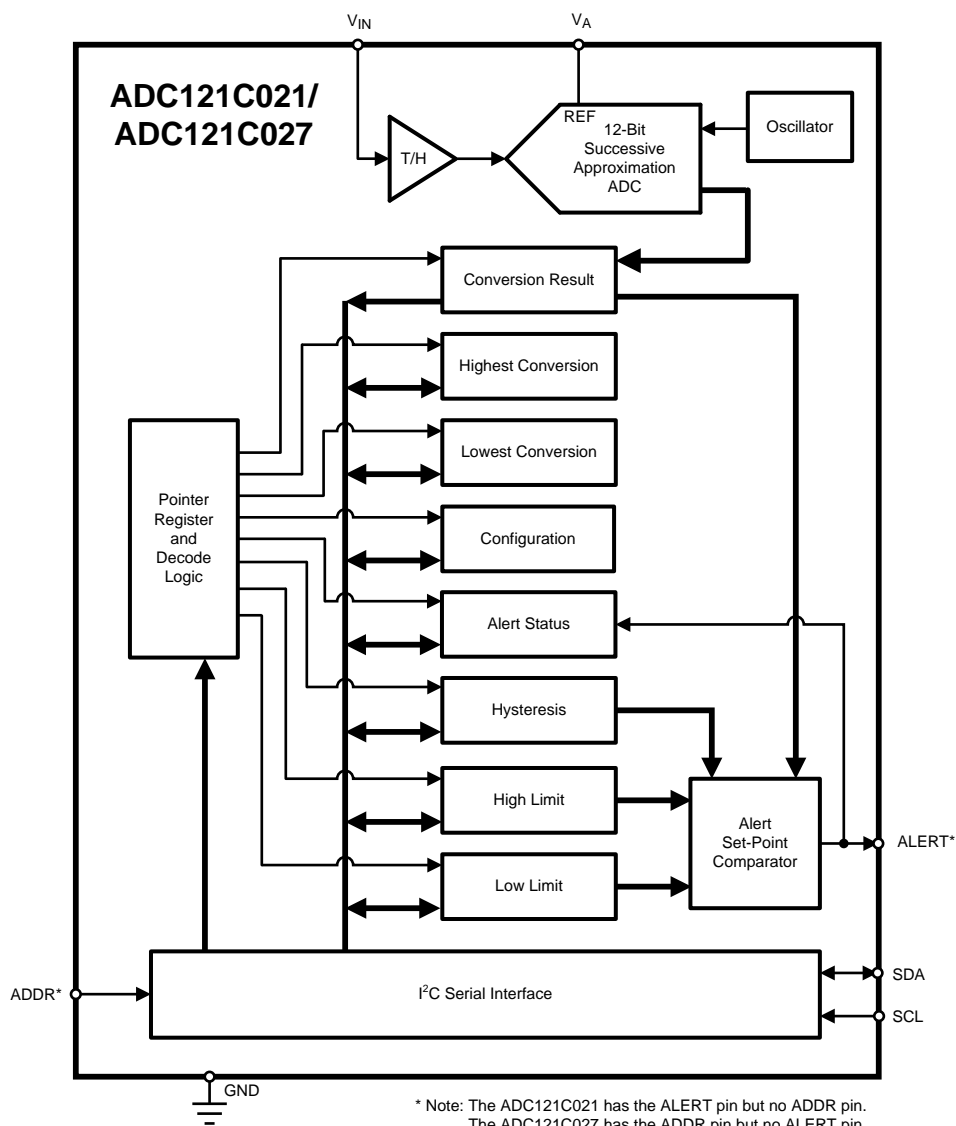 V_IN
V_A
ADC121C021/
ADC121C027
REF
12-Bit
Successive
Approximation
ADC
Oscillator
T/H
Conversion Result
Highest Conversion
Lowest Conversion
Pointer
Register
and
Decode
Logic
Configuration
Alert Status
Hysteresis
High Limit
Alert
Set-Point
Comparator
ALERT*
Low Limit
ADDR*
I²C Serial Interface
SDA
SCL
GND
* Note: The ADC121C021 has the ALERT pin but no ADDR pin.
The ADC121C027 has the ADDR pin but no ALERT pin.